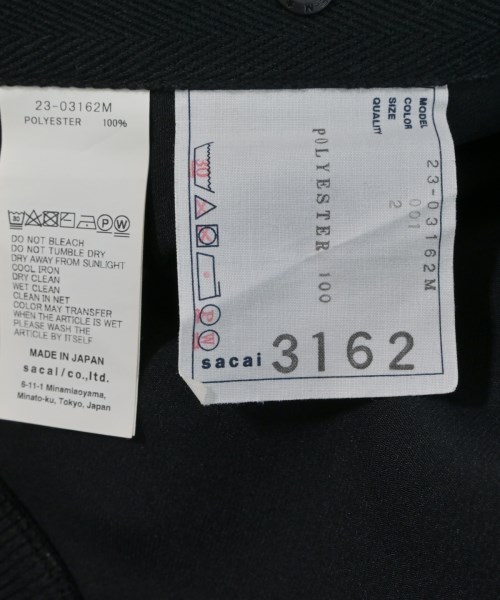 23-03162M
POLYESTER 100%
30
P W
DO NOT BLEACH
DO NOT TUMBLE DRY
DRY AWAY FROM SUNLIGHT
COOL IRON
DRY CLEAN
WET CLEAN
CLEAN IN NET
COLOR MAY TRANSFER
WHEN THE ARTICLE IS WET
PLEASE WASH THE
ARTICLE BY ITSELF
MADE IN JAPAN
sacai/co.,ltd.
6-11-1 Minamiaoyama,
Minato-ku, Tokyo, Japan
MODEL 23-03162M
COLOR 001
SIZE 2
QUALITY
POLYESTER 100
30
P W
sacai 3162